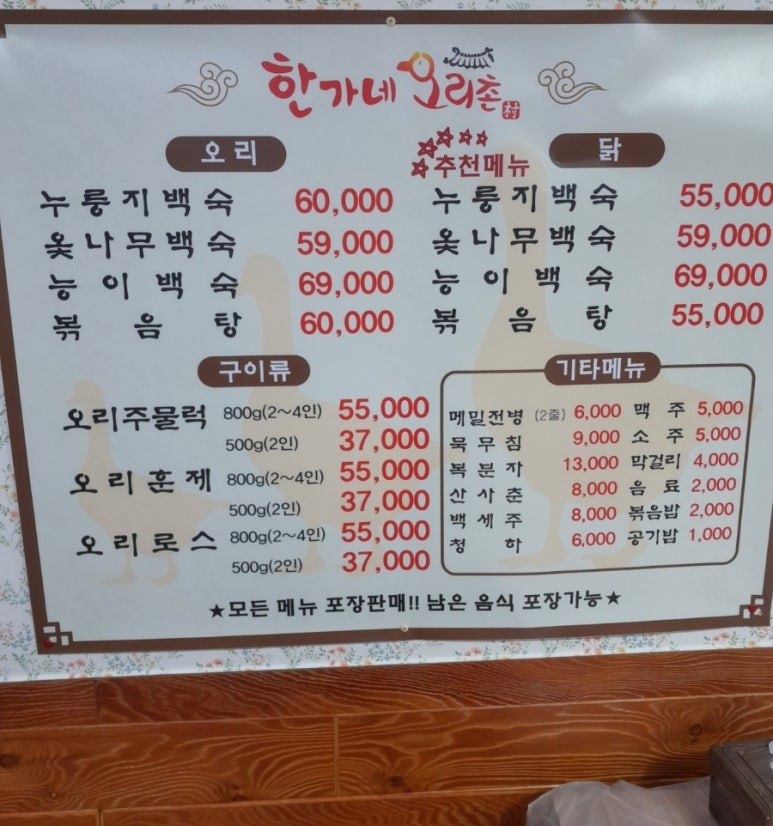 한가네 오리촌 村
오리
누룽지백숙 60,000
옻나무백숙 59,000
능이백숙 69,000
볶음탕 60,000
추천메뉴
닭
누룽지백숙 55,000
옻나무백숙 59,000
능이백숙 69,000
볶음탕 55,000
구이류
오리주물럭 800g(2~4인) 55,000
500g(2인) 37,000
오리훈제 800g(2~4인) 55,000
500g(2인) 37,000
오리로스 800g(2~4인) 55,000
500g(2인) 37,000
기타메뉴
메밀전병 (2줄) 6,000 맥주 5,000
묵무침 9,000 소주 5,000
복분자 13,000 막걸리 4,000
산사춘 8,000 음료 2,000
백세주 8,000 볶음밥 2,000
청하 6,000 공기밥 1,000
★모든 메뉴 포장판매!! 남은 음식 포장가능★